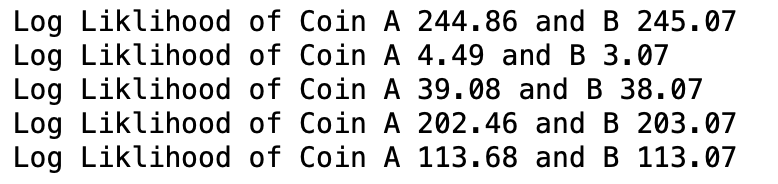 Log Liklihood of Coin A 244.86 and B 245.07
Log Liklihood of Coin A 4.49 and B 3.07
Log Liklihood of Coin A 39.08 and B 38.07
Log Liklihood of Coin A 202.46 and B 203.07
Log Liklihood of Coin A 113.68 and B 113.07